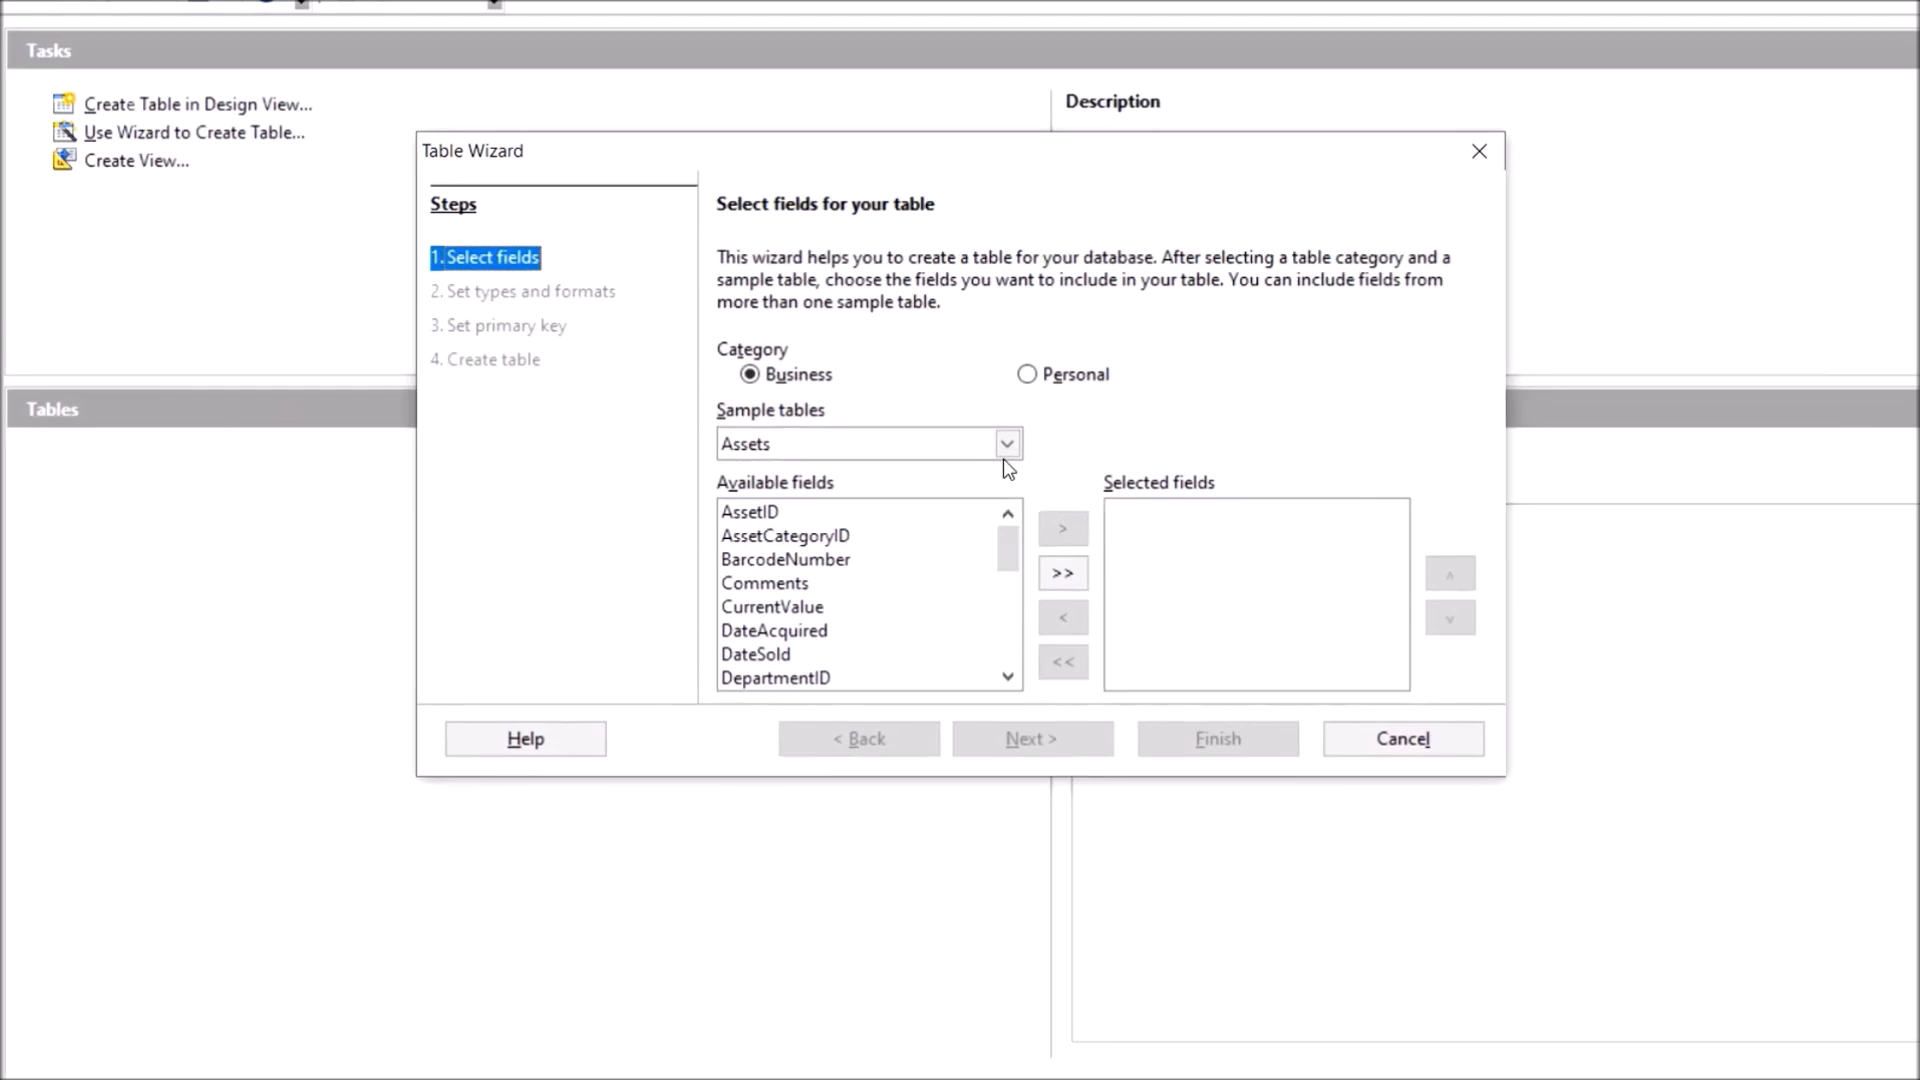 Tasks
Create Table in Design View...
Use Wizard to Create Table...
Create View...
Description
Table Wizard
Steps
1. Select fields
2. Set types and formats
3. Set primary key
4. Create table
Select fields for your table
This wizard helps you to create a table for your database. After selecting a table category and a
sample table, choose the fields you want to include in your table. You can include fields from
more than one sample table.
Category
Business
Personal
Sample tables
Assets
Available fields
AssetID
AssetCategoryID
BarcodeNumber
Comments
CurrentValue
DateAcquired
DateSold
DepartmentID
>
>>
<
<<
Selected fields
Help
< Back
Next >
Finish
Cancel
Tables